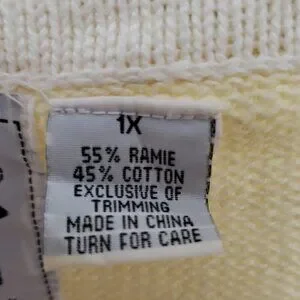 1X
55% RAMIE
45% COTTON
EXCLUSIVE OF
TRIMMING
MADE IN CHINA
TURN FOR CARE